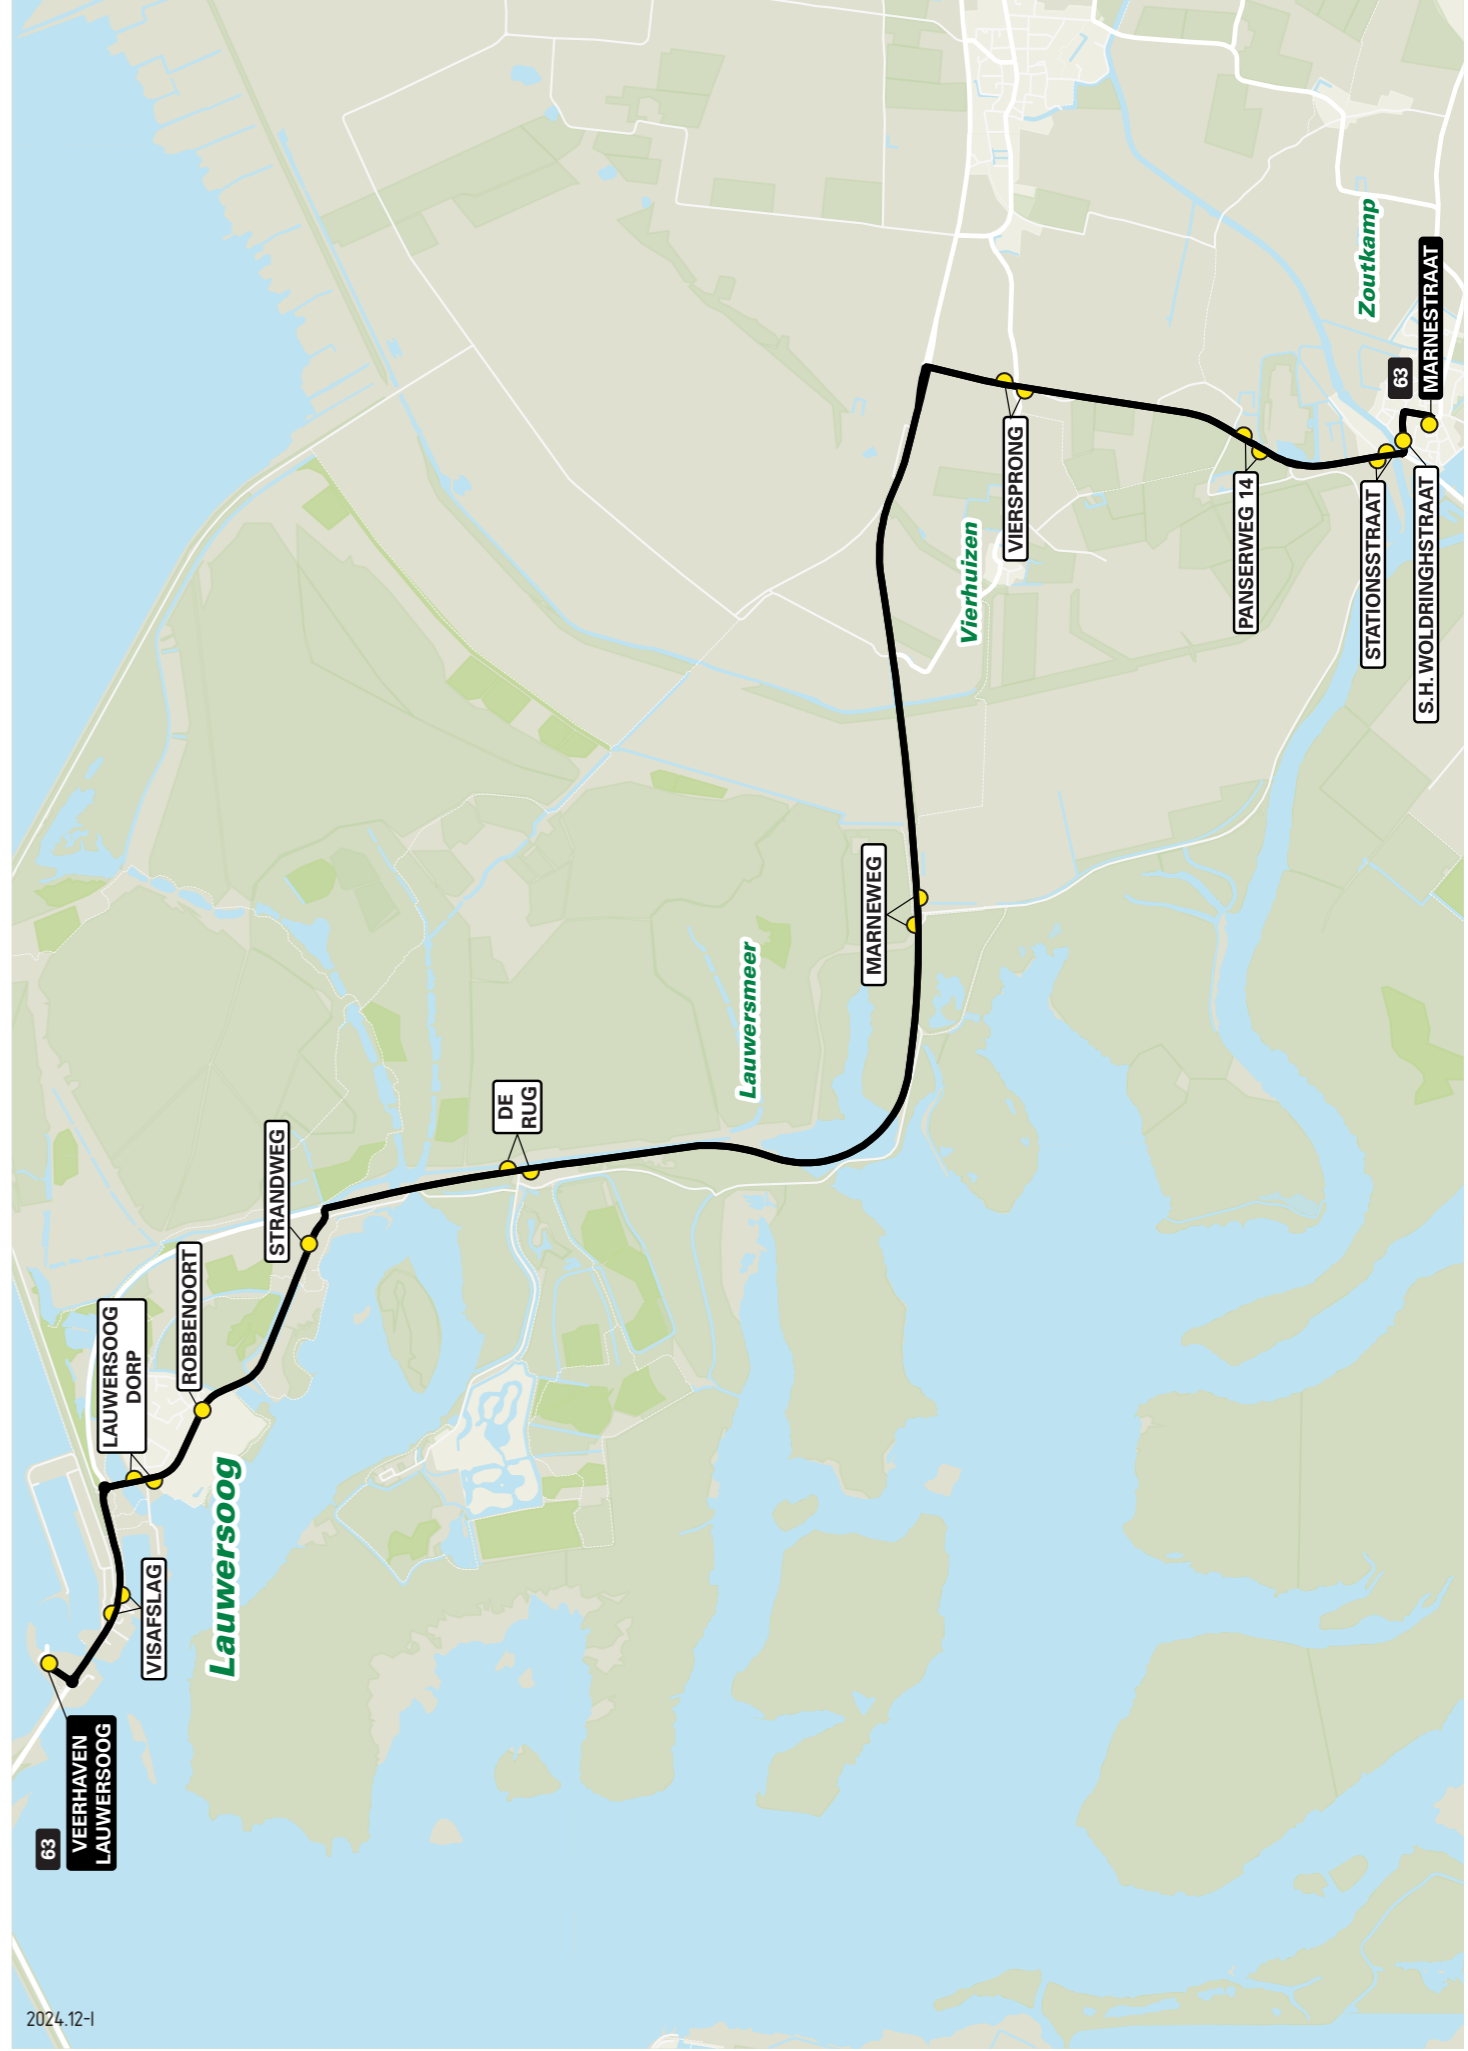 63
VEERHAVEN
LAUWERSOOG
VISAFSLAG
LAUWERSOOG
DORP
ROBBENOORT
Lauwersoog
STRANDWEG
DE
RUG
Lauwersmeer
MARNEWEG
Vierhuizen
VIERSPRONG
PANSERWEG 14
STATIONSSTRAAT
S.H. WOLDRINGHSTRAAT
Zoutkamp
63
MARNESTRAAT
2024.12-I